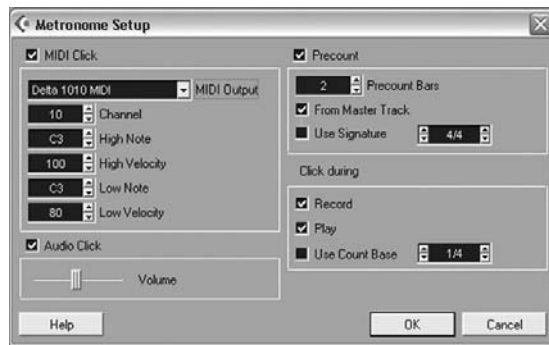 Metronome Setup
MIDI Click
Delta 1010 MIDI MIDI Output
10 Channel
C3 High Note
100 High Velocity
C3 Low Note
80 Low Velocity
Audio Click
Volume
Help
Precount
2 Precount Bars
From Master Track
Use Signature 4/4
Click during
Record
Play
Use Count Base 1/4
OK
Cancel